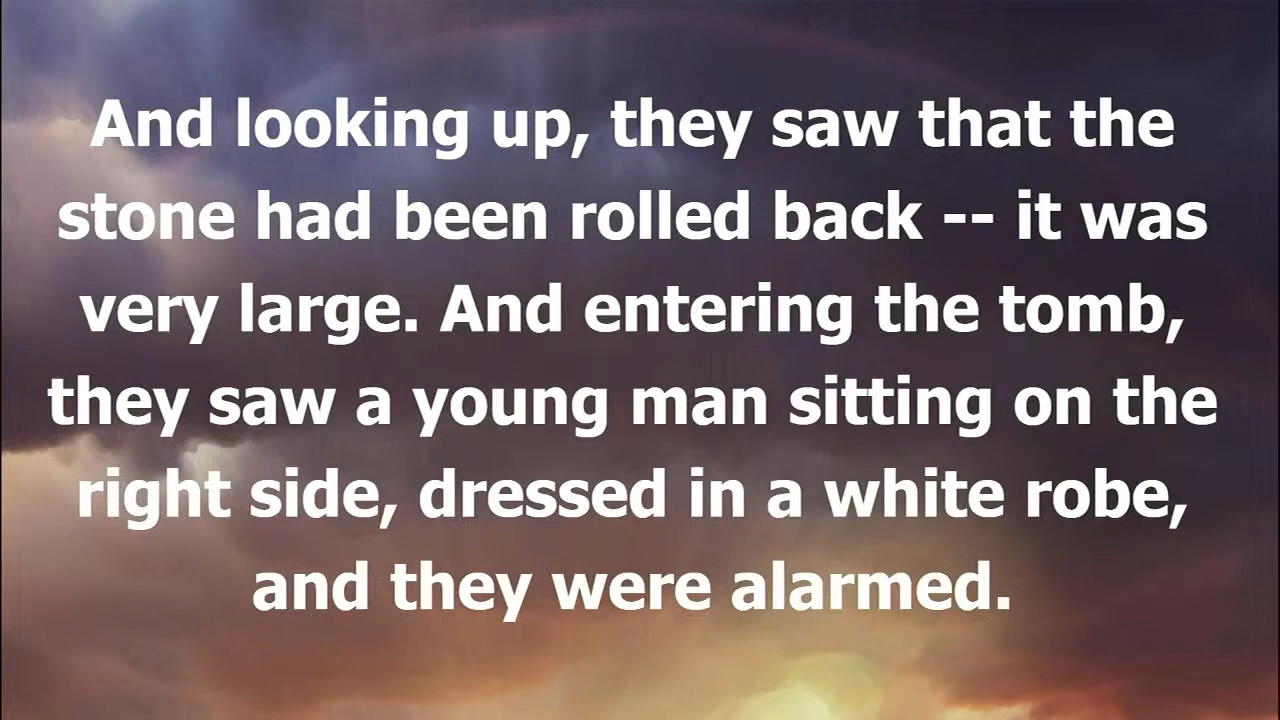 And looking up, they saw that the
stone had been rolled back -- it was
very large. And entering the tomb,
they saw a young man sitting on the
right side, dressed in a white robe,
and they were alarmed.